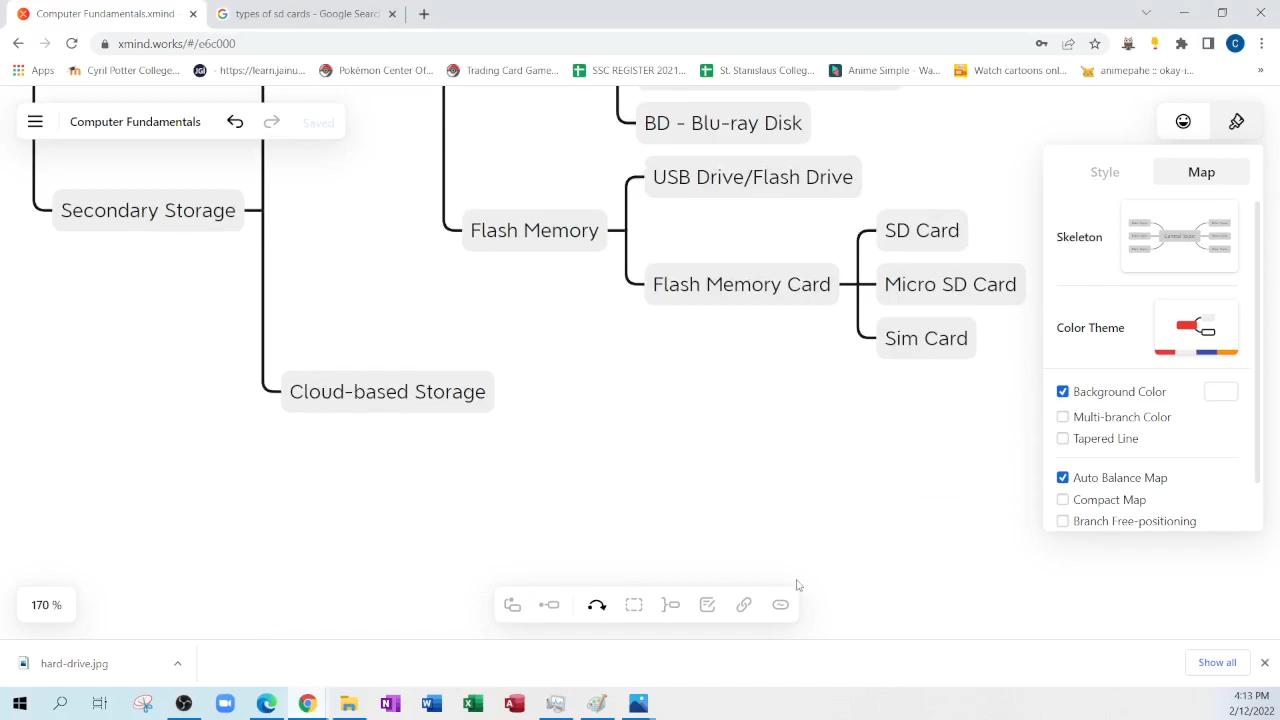 Computer Fundamentals.xmind -
types of sd cards - Google Search
xmind.works/#/e6c000
C
Apps
Cyril Potter College...
- https://learn.jainu...
Pokémon Center Of...
Trading Card Game...
SSC REGISTER 2021...
St. Stanislaus Colleg...
Anime Simple - Wa...
Watch cartoons onl...
animepahe :: okay-i...
»
Computer Fundamentals
Saved
BD - Blu-ray Disk
USB Drive/Flash Drive
Secondary Storage
Flash Memory
SD Card
Flash Memory Card
Micro SD Card
Sim Card
Cloud-based Storage
Style
Map
Skeleton
Central Topic
Color Theme
Background Color
Multi-branch Color
Tapered Line
Auto Balance Map
Compact Map
Branch Free-positioning
170 %
hard-drive.jpg
Show all
4:13 PM
2/12/2022